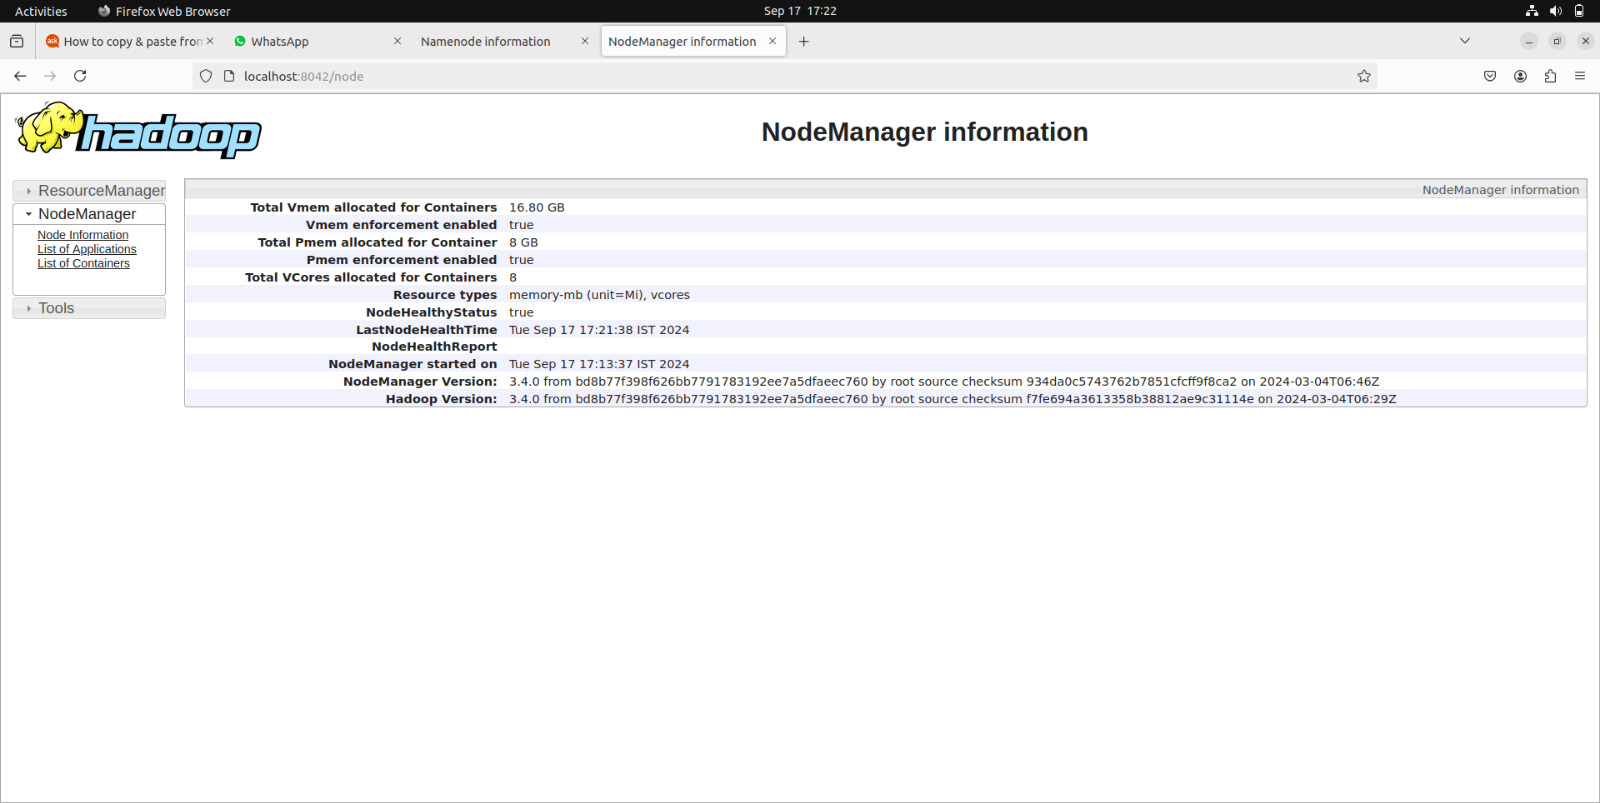 Activities Firefox Web Browser Sep 17 17:22
How to copy & paste from WhatsApp Namenode information NodeManager information
localhost:8042/node
hadoop
NodeManager information
ResourceManager
NodeManager
Node Information
List of Applications
List of Containers
Tools
NodeManager information
Total Vmem allocated for Containers 16.80 GB
Vmem enforcement enabled true
Total Pmem allocated for Container 8 GB
Pmem enforcement enabled true
Total VCores allocated for Containers 8
Resource types memory-mb (unit=Mi), vcores
NodeHealthyStatus true
LastNodeHealthTime Tue Sep 17 17:21:38 IST 2024
NodeHealthReport
NodeManager started on Tue Sep 17 17:13:37 IST 2024
NodeManager Version: 3.4.0 from bd8b77f398f626bb7791783192ee7a5dfaeec760 by root source checksum 934da0c5743762b7851cfcff9f8ca2 on 2024-03-04T06:46Z
Hadoop Version: 3.4.0 from bd8b77f398f626bb7791783192ee7a5dfaeec760 by root source checksum f7fe694a3613358b38812ae9c31114e on 2024-03-04T06:29Z